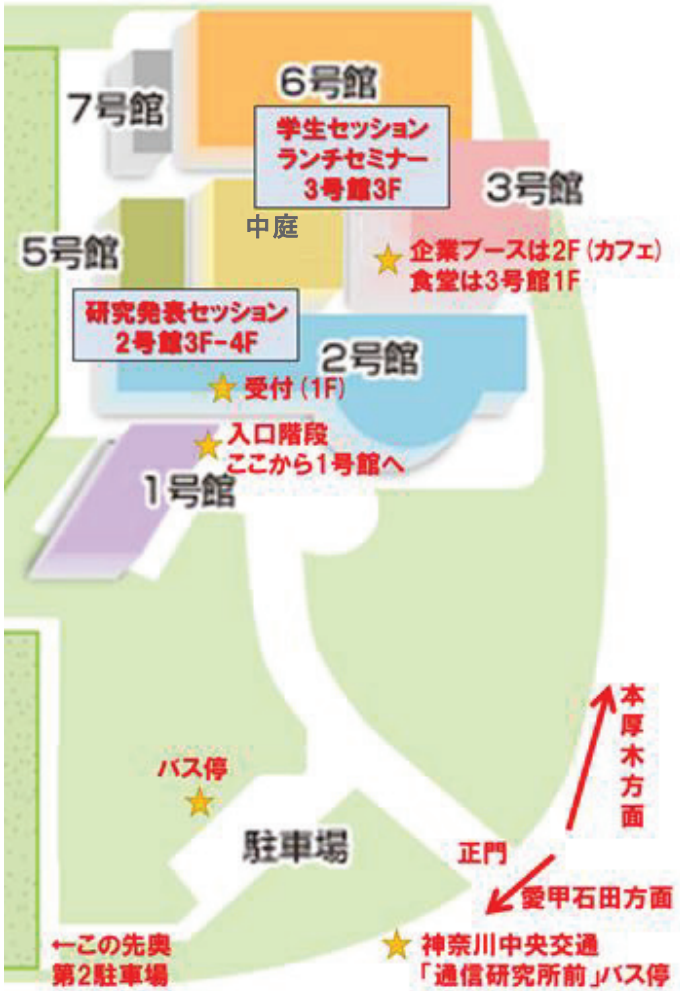 6号館
7号館
学生セッション
ランチセミナー
3号館3F
3号館
中庭
5号館
企業ブースは2F(カフェ)
食堂は3号館1F
研究発表セッション
2号館3F-4F
2号館
受付(1F)
入口階段
ここから1号館へ
1号館
本厚木方面
バス停
駐車場
正門
愛甲石田方面
←この先奥
第2駐車場
神奈川中央交通
「通信研究所前」バス停